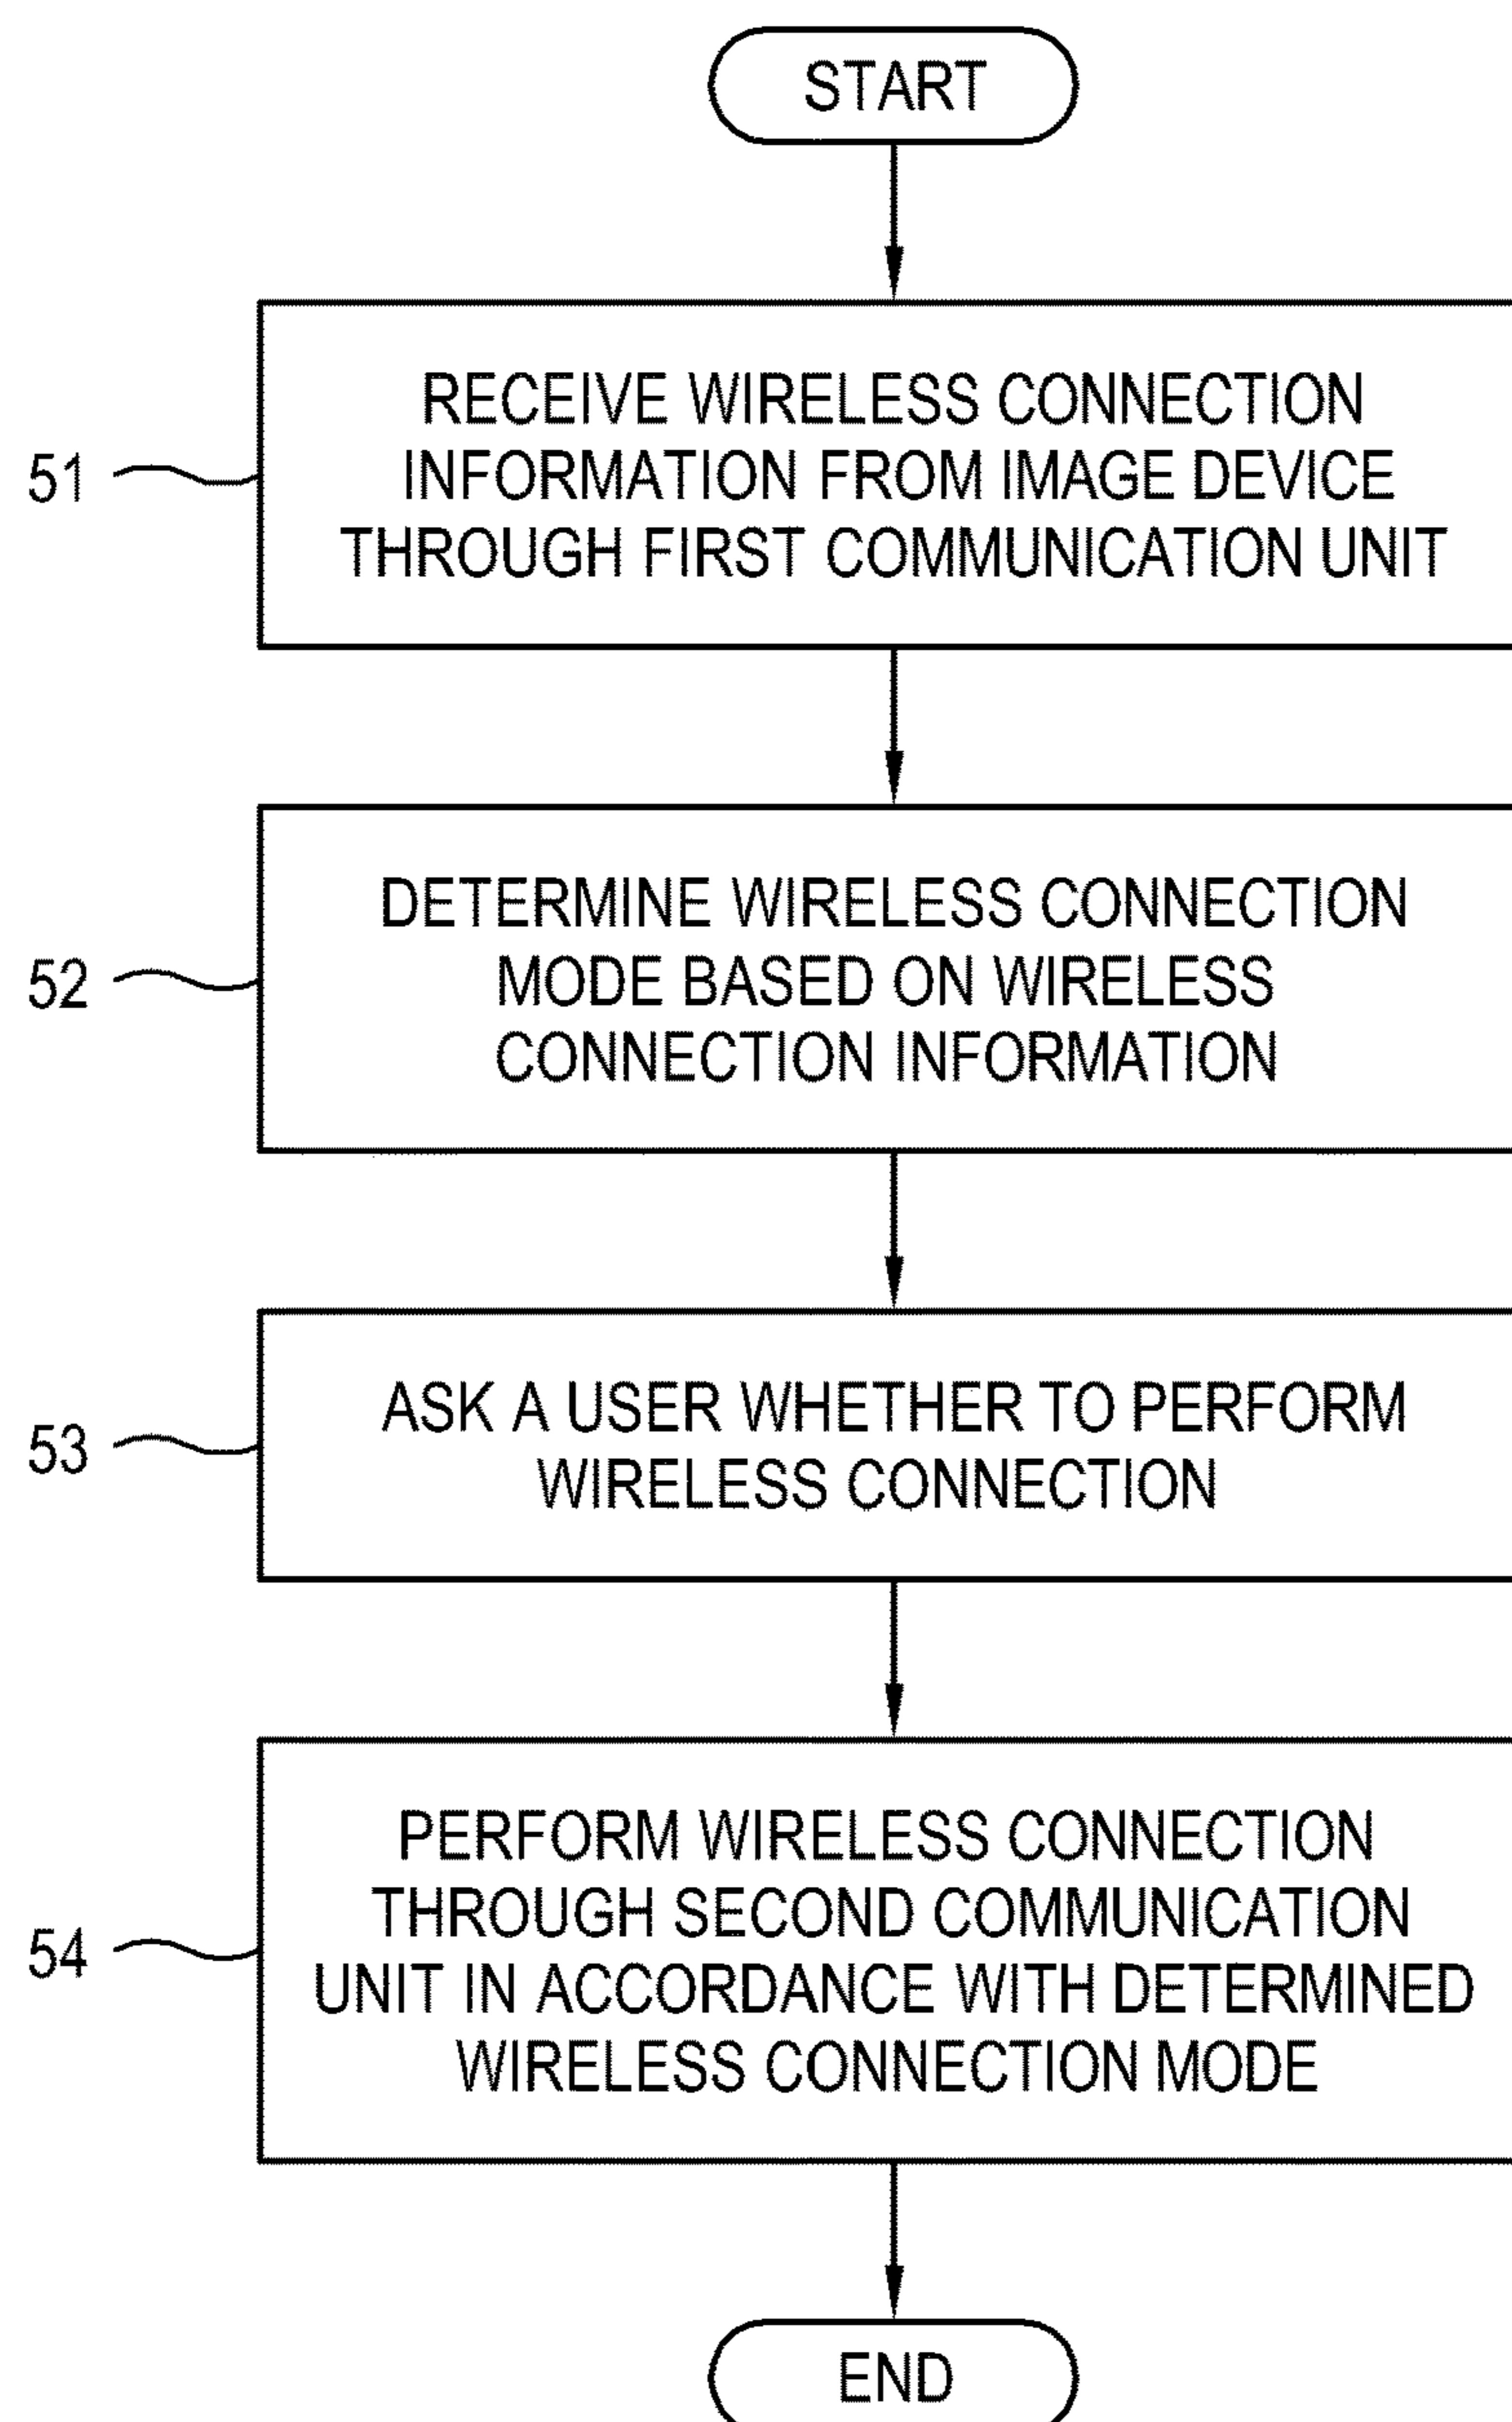 START
RECEIVE WIRELESS CONNECTION
INFORMATION FROM IMAGE DEVICE
THROUGH FIRST COMMUNICATION UNIT
51
DETERMINE WIRELESS CONNECTION
MODE BASED ON WIRELESS
CONNECTION INFORMATION
52
ASK A USER WHETHER TO PERFORM
WIRELESS CONNECTION
53
PERFORM WIRELESS CONNECTION
THROUGH SECOND COMMUNICATION
UNIT IN ACCORDANCE WITH DETERMINED
WIRELESS CONNECTION MODE
54
END